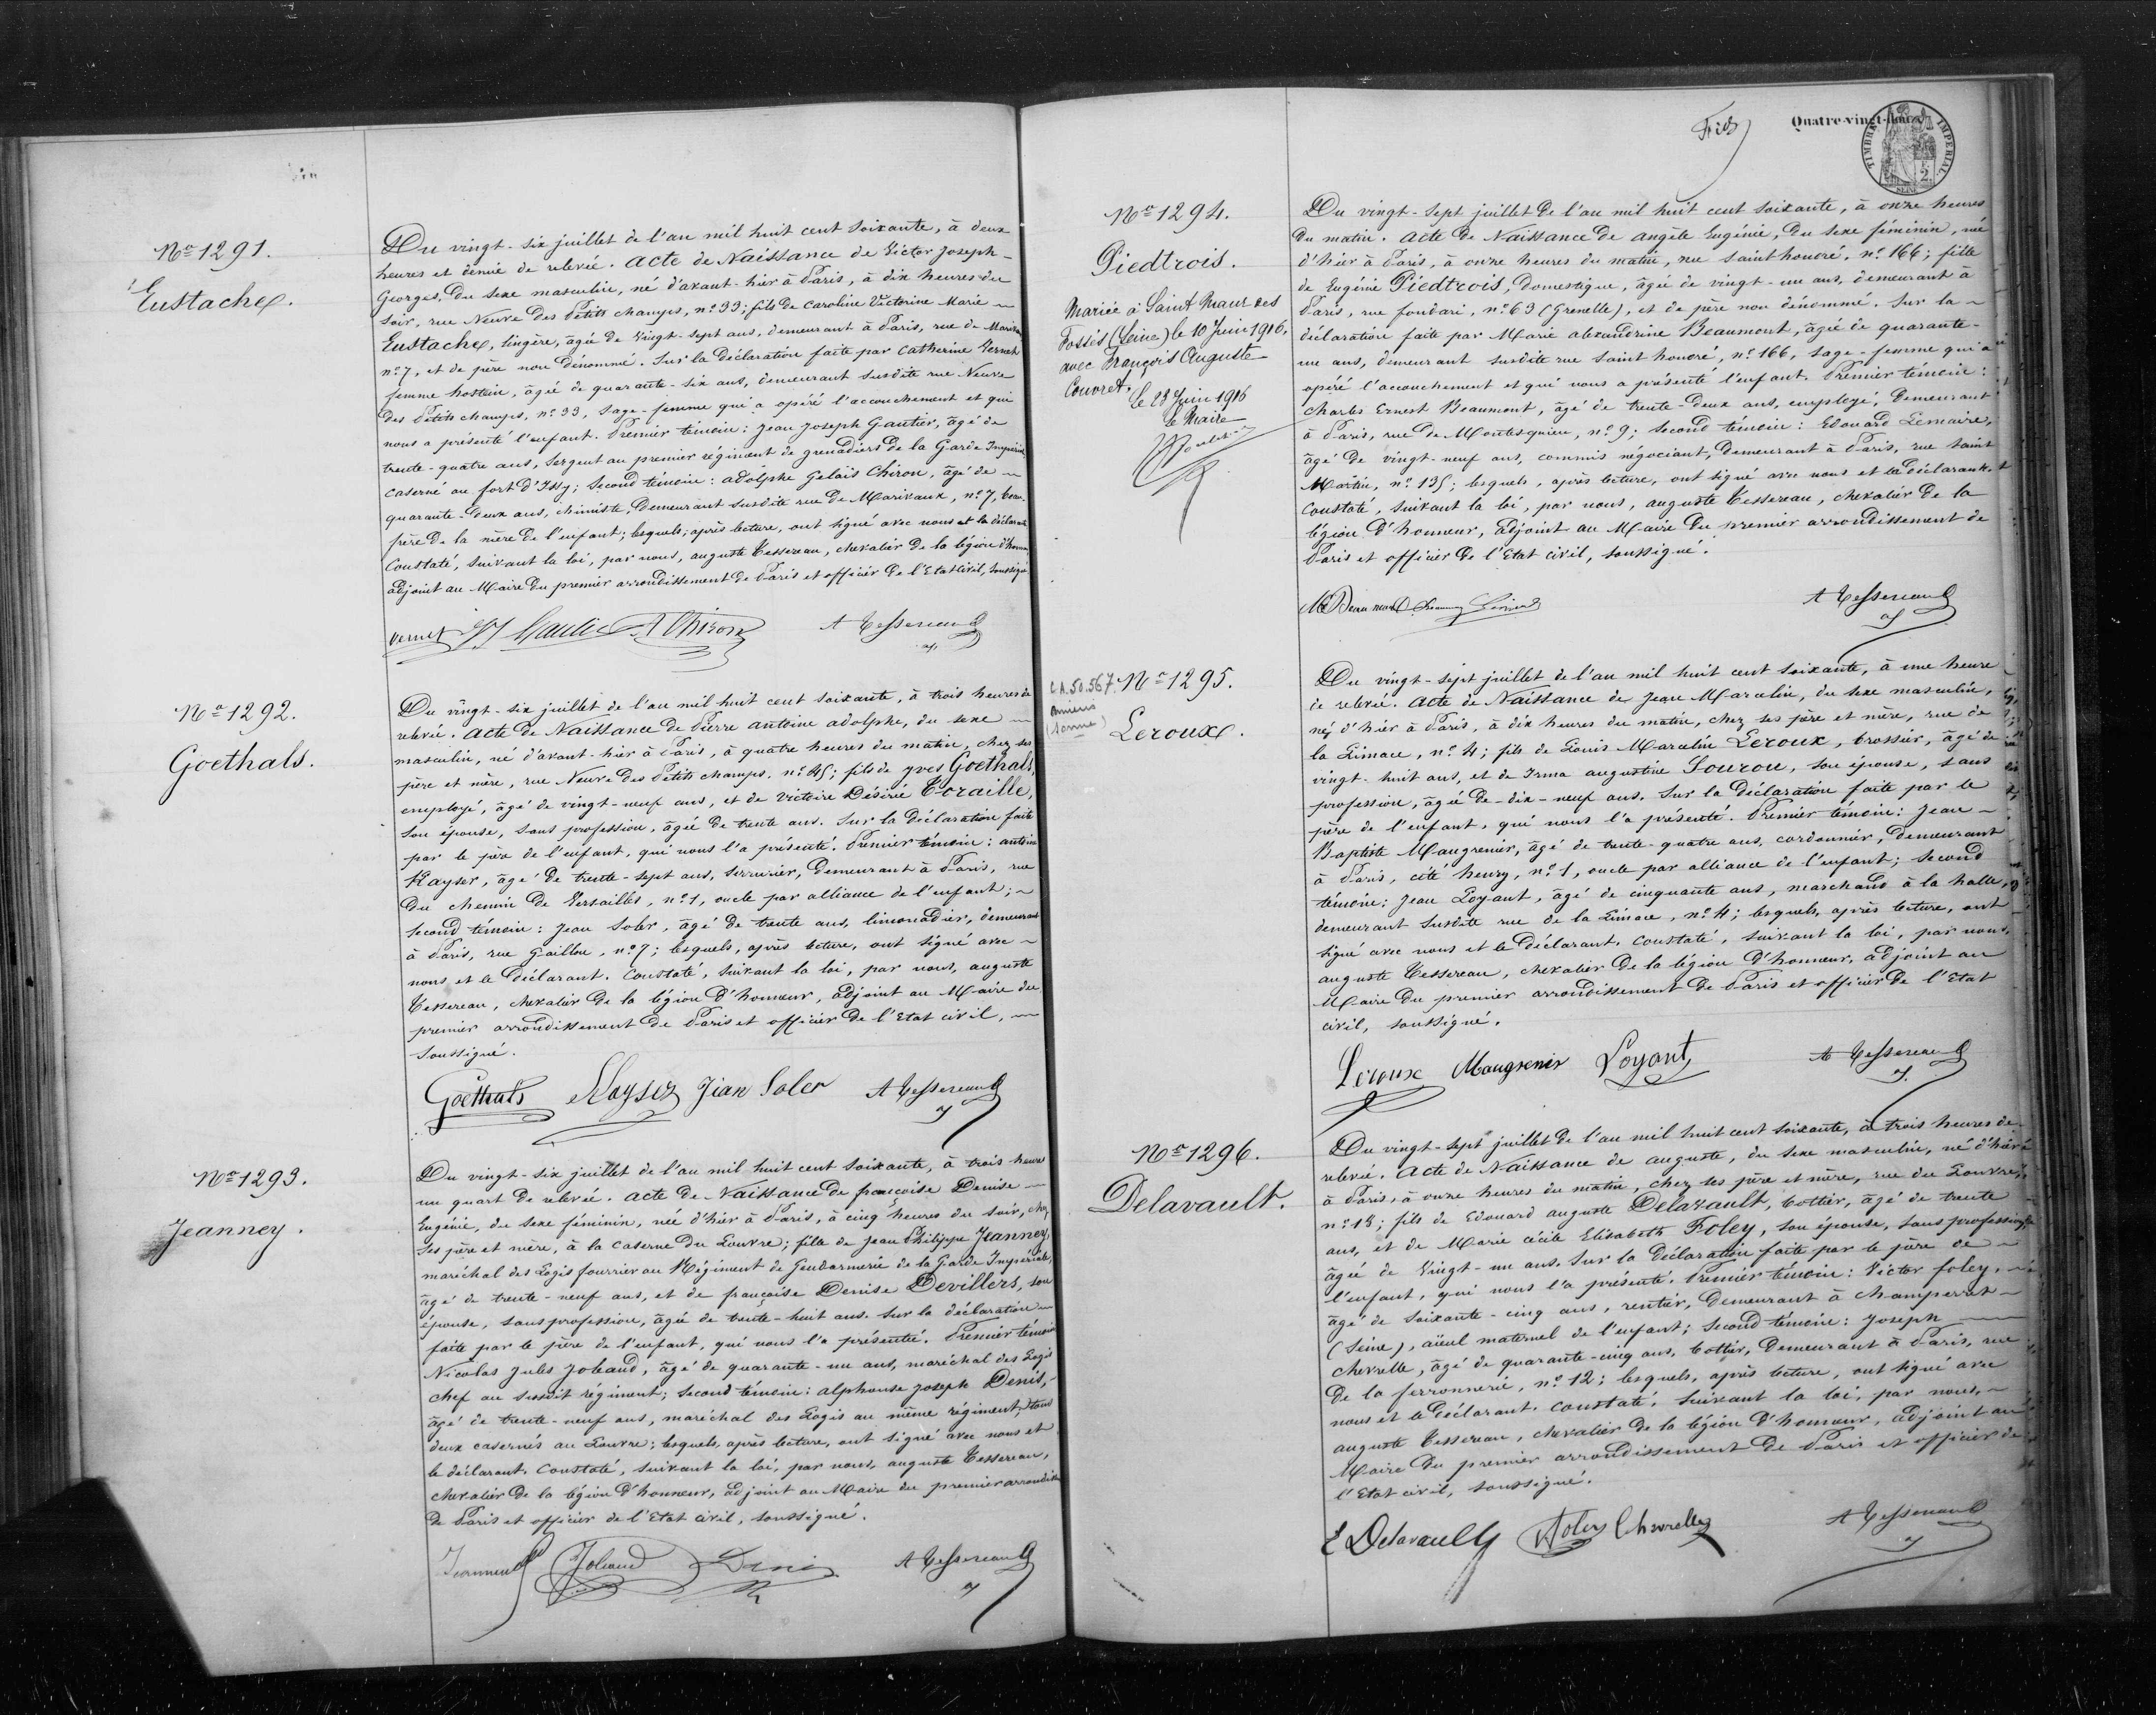 Nº 1291.
Eustache.
Du vingt-six juillet de l'an mil huit cent soixante, à deux
heures et demie de relevée. Acte de Naissance de Victor Joseph
Georges, du sexe masculin, né d'avant-hier à Paris, à dix heures du
soir, rue Neuve des Petits champs, nº 33; fils de Caroline Victorine Marie
Eustache, lingère, âgée de vingt-sept ans, demeurant à Paris, rue de
nº 7, et de père non dénommé. Sur la déclaration faite par Catherine Vernet
femme hostein, âgée de quarante-six ans, demeurant susdite rue Neuve
des Petits champs, nº 33, sage-femme qui a opéré l'accouchement et qui
nous a présenté l'enfant. Premier témoin: Jean Joseph Gautier, âgé de
trente-quatre ans, sergent au premier régiment de grenadiers de la Garde Impériale,
caserné au fort d'Issy; second témoin: adolphe Gelais Chiron, âgé de
quarante-deux ans, chimiste, demeurant susdite rue de Marivaux, nº 7, beau-
père de la mère de l'enfant; lesquels, après lecture, ont signé avec nous et la déclarante
Constaté, suivant la loi, par nous, auguste Tessereau, chevalier de la légion d'honneur,
adjoint au Maire du premier arrondissement de Paris et officier de l'Etat civil, soussigné
Vernet A Chiron A Tessereau
Nº 1292.
Goethals.
Du vingt-six juillet de l'an mil huit cent soixante, à trois heures de
relevée. Acte de Naissance de Pierre antoine adolphe, du sexe
masculin, né d'avant-hier à Paris, à quatre heures du matin, chez ses
père et mère, rue Neuve des Petits champs, nº 45; fils de yves Goethals,
employé, âgé de vingt-neuf ans, et de victoire Désirée Coraille,
son épouse, sans profession, âgée de trente ans. Sur la déclaration faite
par le père de l'enfant, qui nous l'a présenté. Premier témoin: antoine
Kayser, âgé de trente-sept ans, serrurier, demeurant à Paris, rue
du chemin de Versailles, nº 1, oncle par alliance de l'enfant;
second témoin: Jean Soler, âgé de trente ans, limonadier, demeurant
à Paris, rue gaillon, nº 7; lesquels, après lecture, ont signé avec
nous et le déclarant. Constaté, suivant la loi, par nous, auguste
Tessereau, chevalier de la légion d'honneur, adjoint au Maire du
premier arrondissement de Paris et officier de l'Etat civil,
soussigné.
Goethals Kayser Jean Soler A Tessereau
Nº 1293.
Jeanney.
Du vingt-six juillet de l'an mil huit cent soixante, à trois heures
un quart de relevée. Acte de Naissance de françoise Denise
Eugénie, du sexe féminin, née d'hier à Paris, à cinq heures du soir, chez
ses père et mère, à la caserne du Louvre; fille de Jean Philippe Jeanney,
maréchal des Logis fourrier au Régiment de Gendarmerie de la Garde Impériale,
âgé de trente-neuf ans, et de françoise Denise Devillers, son
épouse, sans profession, âgée de trente-huit ans. Sur la déclaration
faite par le père de l'enfant, qui nous l'a présentée. Premier témoin
Nicolas Jules Joleaud, âgé de quarante-un ans, maréchal des Logis
chef au susdit régiment; second témoin: alphonse Joseph Denis,
âgé de trente-neuf ans, maréchal des Logis au même régiment, tous
deux casernés au Louvre; lesquels, après lecture, ont signé avec nous et
le déclarant. Constaté, suivant la loi, par nous, auguste Tessereau,
chevalier de la légion d'honneur, adjoint au Maire du premier arrondisst
de Paris et officier de l'Etat civil, soussigné.
Joleaud Denis A Tessereau
Quatre-vingt-
TIMBRE IMPÉRIAL
2
SEINE
Nº 1294.
Piedtrois.
Mariée à Saint Maur des
Fossés (Seine) le 10 Juin 1916,
avec François Auguste
Couvret.
le 28 Juin 1916
le Maire
Du vingt-sept juillet de l'an mil huit cent soixante, à onze heures
du matin. Acte de Naissance de angèle Eugénie, du sexe féminin, née
d'hier à Paris, à onze heures du matin, rue saint honoré, nº 166; fille
de Eugénie Piedtrois, domestique, âgée de vingt-un ans, demeurant à
Paris, rue fondari, nº 63 (Grenelle), et de père non dénommé. Sur la
déclaration faite par Marie alexandrine Beaumont, âgée de quarante-
un ans, demeurant susdite rue Saint honoré, nº 166, sage-femme qui a
opéré l'accouchement et qui nous a présenté l'enfant. Premier témoin:
Charles Ernest Beaumont, âgé de trente-deux ans, employé, demeurant
à Paris, rue de Montesquieu, nº 9; second témoin: Edouard Lemaire,
âgé de vingt-neuf ans, commis négociant, demeurant à Paris, rue saint
Martin, nº 135; lesquels, après lecture, ont signé avec nous et la déclarante.
Constaté, suivant la loi, par nous, auguste Tessereau, chevalier de la
légion d'honneur, adjoint au Maire du premier arrondissement de
Paris et officier de l'Etat civil, soussigné.
A Tessereau
CA.50.567
Amiens
(Somme)
Nº 1295.
Leroux.
Du vingt-sept juillet de l'an mil huit cent soixante, à une heure
de relevée. Acte de Naissance de Jean Marcelin, du sexe masculin,
né d'hier à Paris, à dix heures du matin, chez ses père et mère, rue de
la Limace, nº 4; fils de Louis Marcelin Leroux, brossier, âgé de
vingt-huit ans, et de Irma augustine Sourou, son épouse, sans
profession, âgée de dix-neuf ans. Sur la déclaration faite par le
père de l'enfant, qui nous l'a présenté. Premier témoin: Jean
Baptiste Maugrenier, âgé de trente-quatre ans, cordonnier, demeurant
à Paris, cité henry, nº 1, oncle par alliance de l'enfant; second
témoin: Jean Loyant, âgé de cinquante ans, marchand à la halle,
demeurant susdite rue de la Limace, nº 4; lesquels, après lecture, ont
signé avec nous et le déclarant. Constaté, suivant la loi, par nous,
auguste Tessereau, chevalier de la légion d'honneur, adjoint au
Maire du premier arrondissement de Paris et officier de l'Etat
civil, soussigné.
Leroux Maugrenier Loyant A Tessereau
Nº 1296.
Delavault.
Du vingt-sept juillet de l'an mil huit cent soixante, à trois heures de
relevée. Acte de Naissance de auguste, du sexe masculin, né d'hier
à Paris, à onze heures du matin, chez ses père et mère, rue du Louvre,
nº 18; fils de Edouard auguste Delavault, bottier, âgé de trente
ans, et de Marie cécile Elisabeth Foley, son épouse, sans profession,
âgée de vingt-un ans. Sur la déclaration faite par le père de
l'enfant, qui nous l'a présenté. Premier témoin: Victor foley,
âgé de soixante-cinq ans, rentier, demeurant à Champerret
(Seine), aïeul maternel de l'enfant; second témoin: Joseph
chevrelle, âgé de quarante-cinq ans, bottier, demeurant à Paris, rue
de la ferronnerie, nº 12; lesquels, après lecture, ont signé avec
nous et le déclarant. Constaté, suivant la loi, par nous,
auguste Tessereau, chevalier de la légion d'honneur, adjoint au
Maire du premier arrondissement de Paris et officier de
l'Etat civil, soussigné.
E Delavault Foley Chevrelle A Tessereau